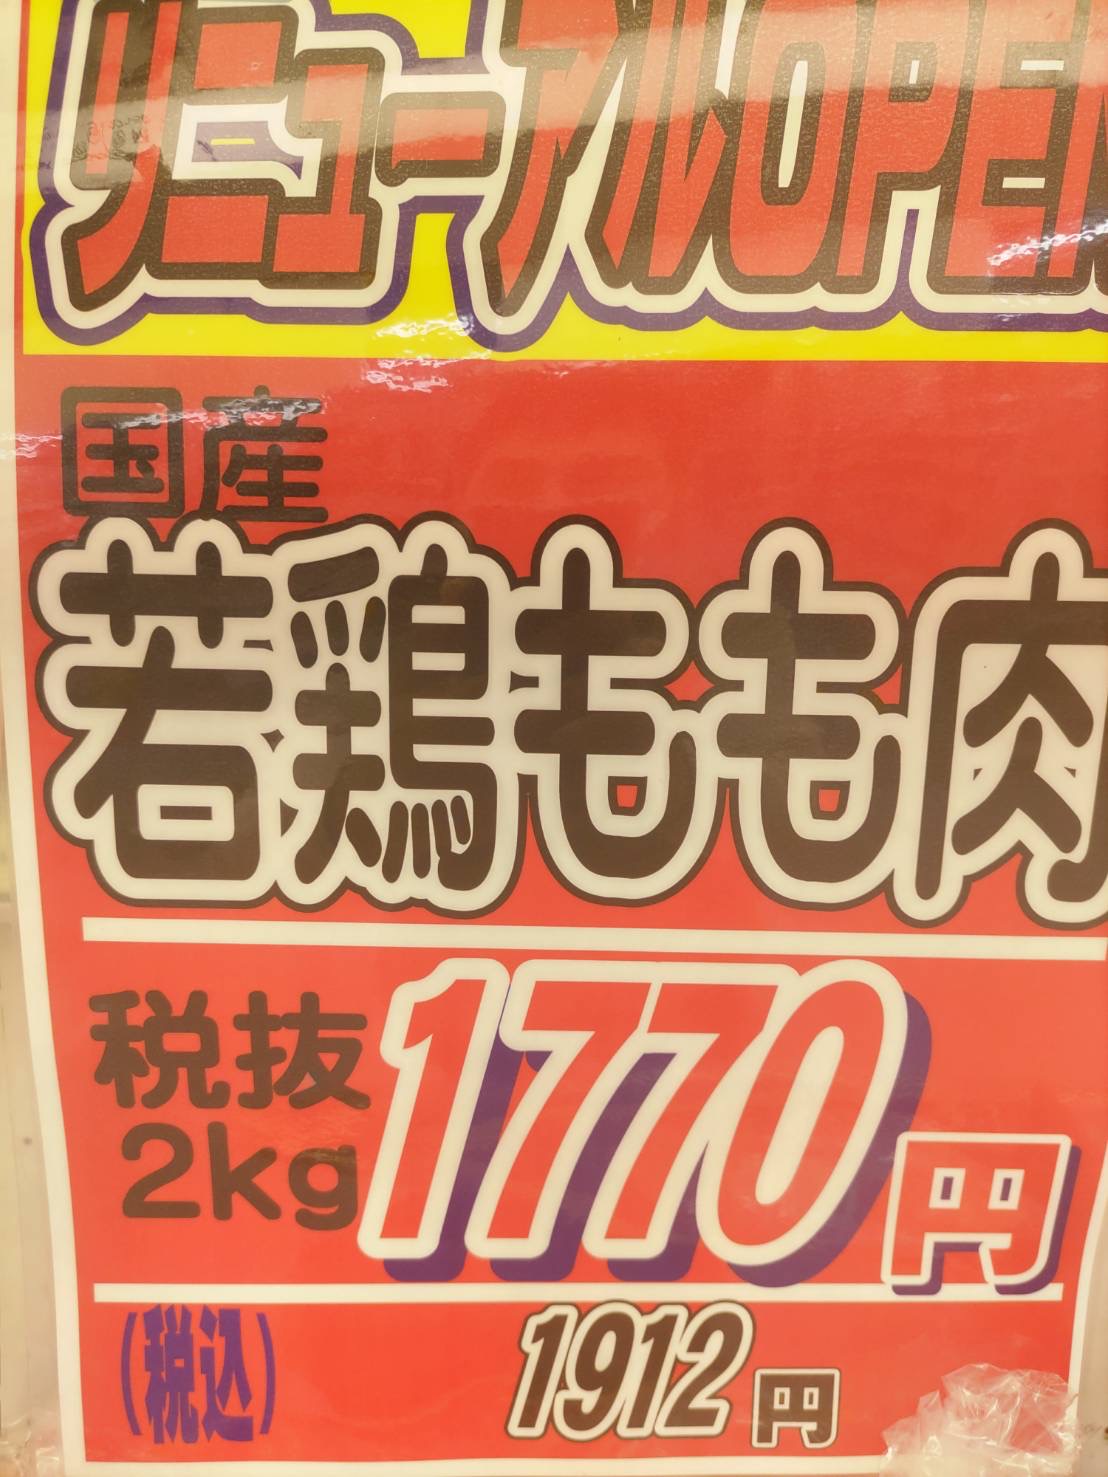 リニューアルOPEN
国産
若鶏もも肉
税抜
2kg
1770円
(税込) 1912円